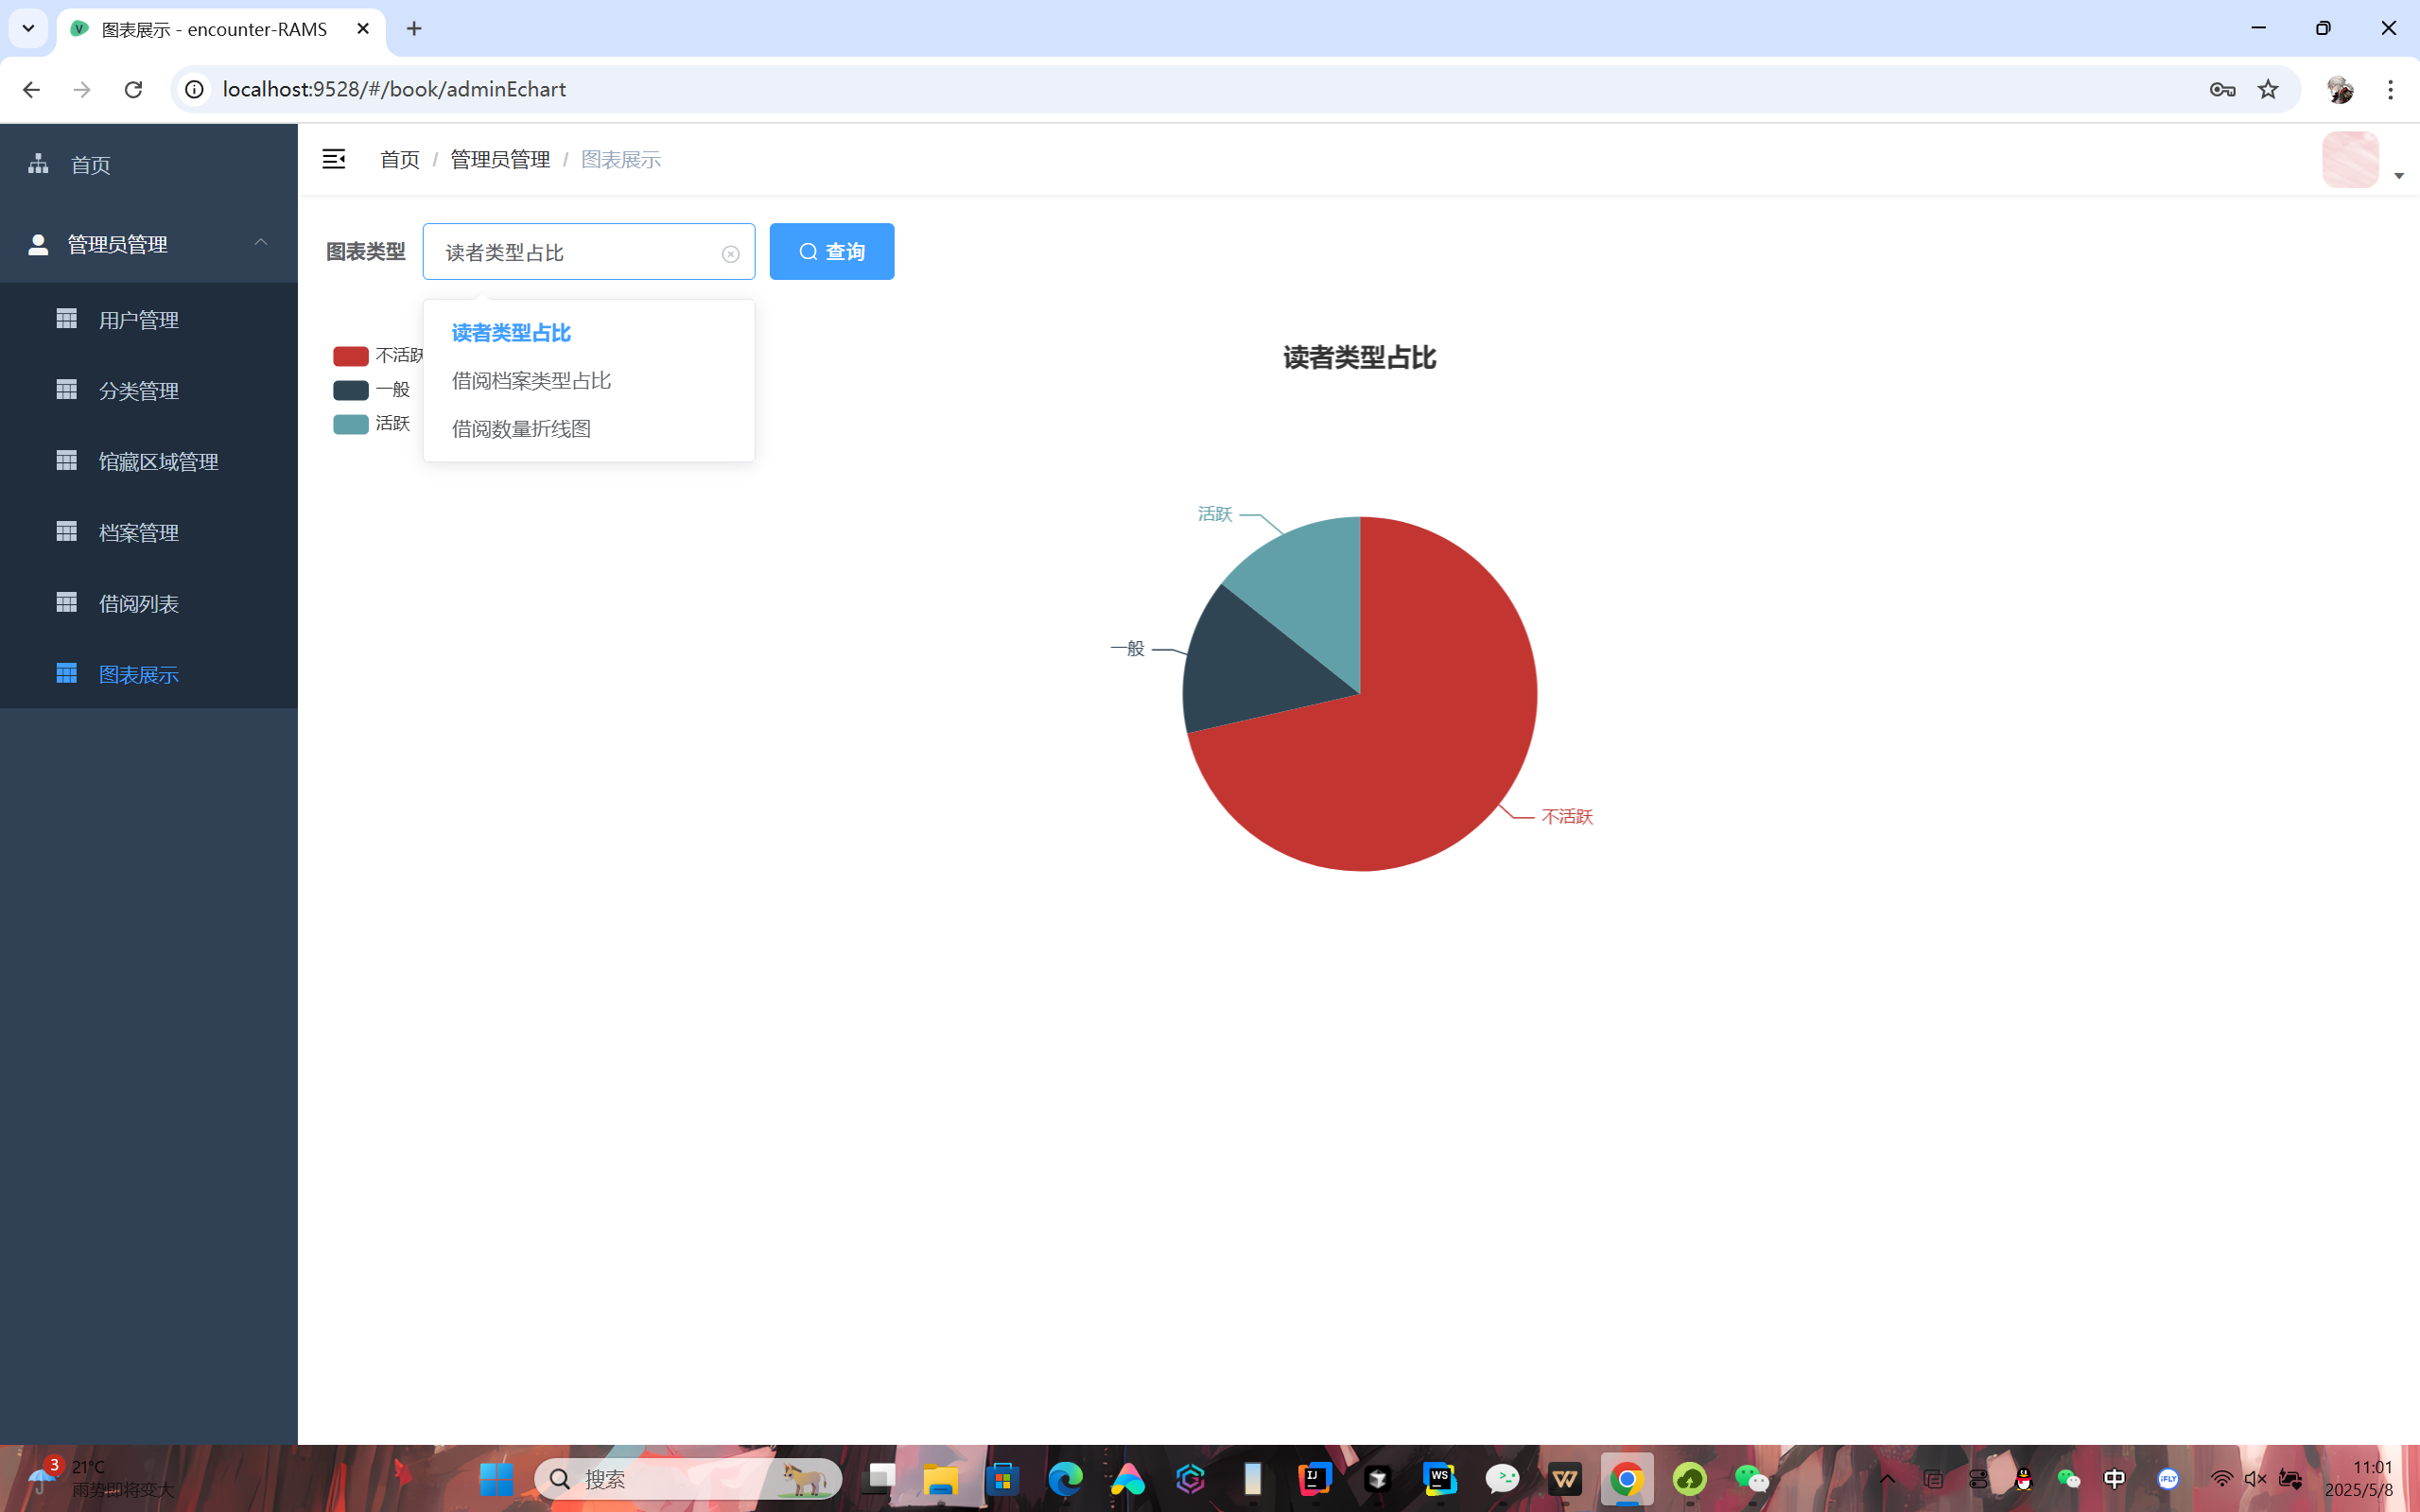 图表展示 - encounter-RAMS
localhost:9528/#/book/adminEchart
首页
管理员管理
用户管理
分类管理
馆藏区域管理
档案管理
借阅列表
图表展示
首页 / 管理员管理 / 图表展示
图表类型 读者类型占比 查询
读者类型占比
借阅档案类型占比
借阅数量折线图
不活跃
一般
活跃
读者类型占比
活跃
一般
不活跃
3
21°C
雨势即将变大
搜索
IJ
WS
中
iFLY
11:01
2025/5/8